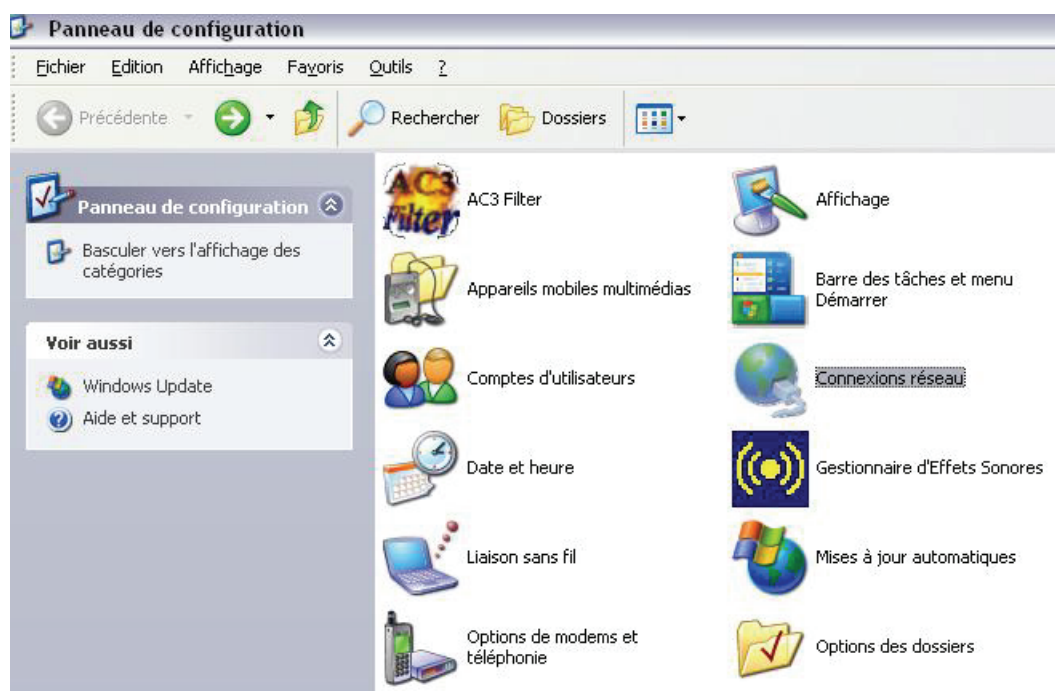 Panneau de configuration
Fichier Edition Affichage Favoris Outils ?
Précédente Rechercher Dossiers
Panneau de configuration
Basculer vers l'affichage des
catégories
Voir aussi
Windows Update
Aide et support
AC3 Filter
AC3
Filter
Affichage
Appareils mobiles multimédias
Barre des tâches et menu
Démarrer
Comptes d'utilisateurs
Connexions réseau
Date et heure
Gestionnaire d'Effets Sonores
Liaison sans fil
Mises à jour automatiques
Options de modems et
téléphonie
Options des dossiers